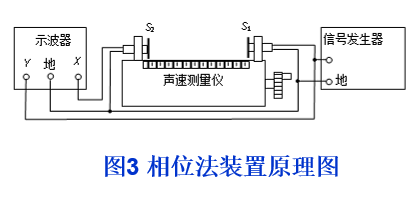 示波器
Y 地 X
S2
S1
信号发生器
地
声速测量仪
图3 相位法装置原理图